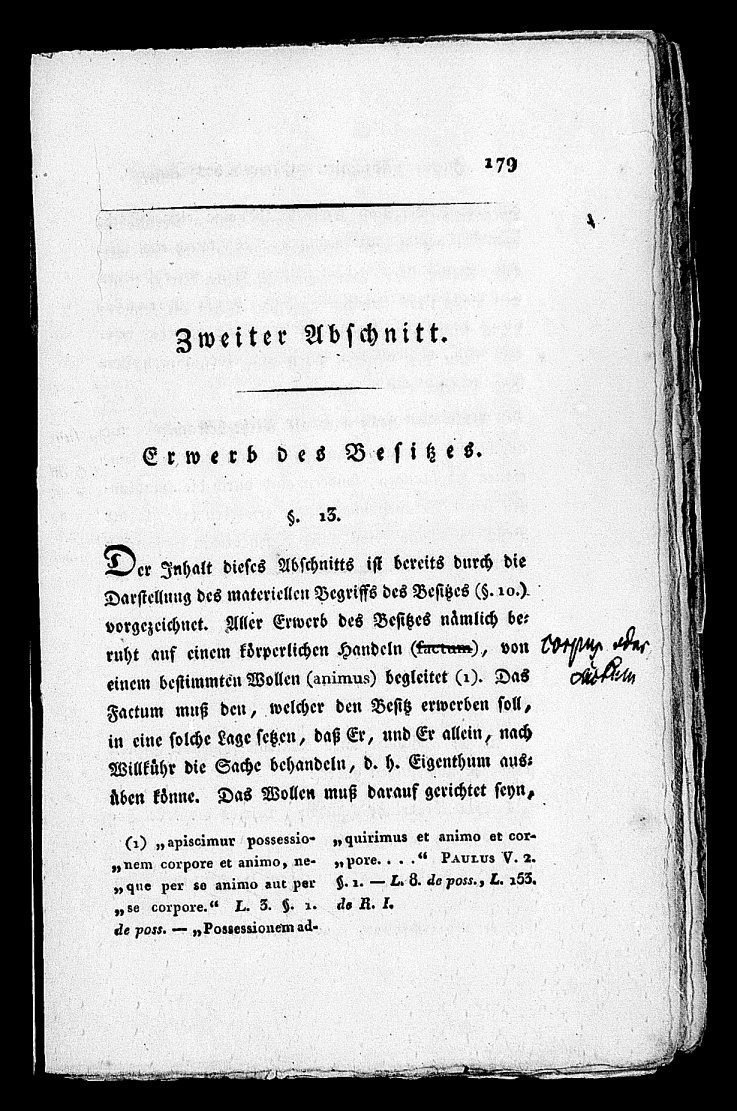 179
Zweiter Abschnitt.
Erwerb des Besitzes.
§. 13.
Der Inhalt dieses Abschnitts ist bereits durch die
Darstellung des materiellen Begriffs des Besitzes (§. 10.)
vorgezeichnet. Aller Erwerb des Besitzes nämlich be⸗
ruht auf einem körperlichen Handeln (factum), von
corpus oder
einem bestimmten Wollen (animus) begleitet (1). Das
factum
Factum muß den, welcher den Besitz erwerben soll,
in eine solche Lage setzen, daß Er, und Er allein, nach
Willkühr die Sache behandeln, d. h. Eigenthum aus⸗
üben könne. Das Wollen muß darauf gerichtet seyn,
(1) „apiscimur possessio-
„nem corpore et animo, ne-
„que per se animo aut per
„se corpore.“ L. 3. §. 1.
de poss. — „Possessionem ad-
„quirimus et animo et cor-
„pore. . . .“ PAULUS V. 2.
§. 1. — L. 8. de poss., L. 153.
de R. I.